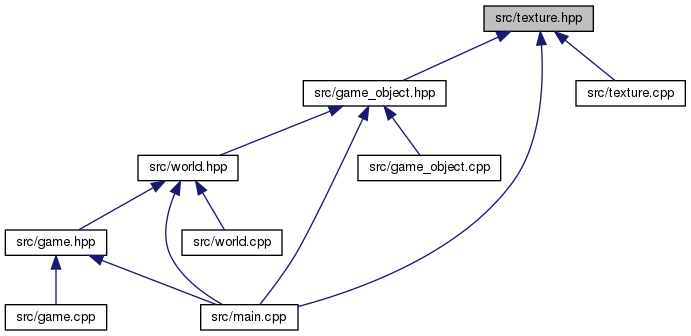 src/texture.hpp
src/game_object.hpp
src/texture.cpp
src/world.hpp
src/game_object.cpp
src/game.hpp
src/world.cpp
src/game.cpp
src/main.cpp